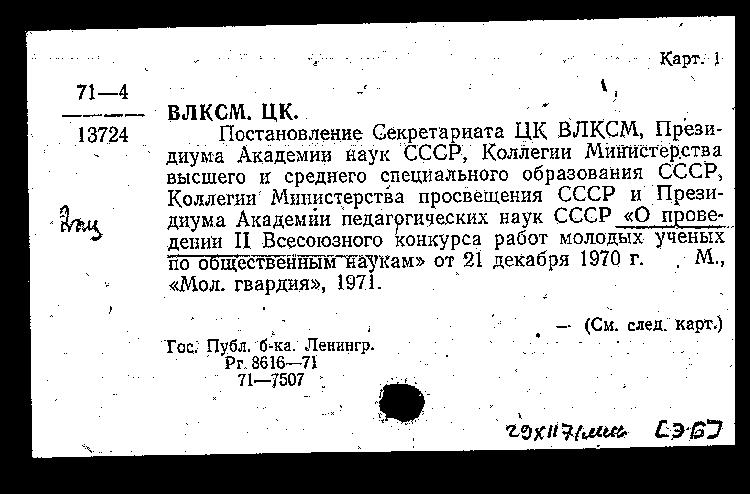 Карт. 1
71—4
13724
ВЛКСМ. ЦК.
Постановление Секретариата ЦК ВЛКСМ, Прези-
диума Академии наук СССР, Коллегии Министерства
высшего и среднего специального образования СССР,
Коллегии Министерства просвещения СССР и Прези-
диума Академии педагогических наук СССР «О прове-
дении II Всесоюзного конкурса работ молодых ученых
по общественным наукам» от 21 декабря 1970 г. М.,
«Мол. гвардия», 1971.
— (См. след. карт.)
Гос. Публ. б-ка. Ленингр.
Рг. 8616—71
71—7507